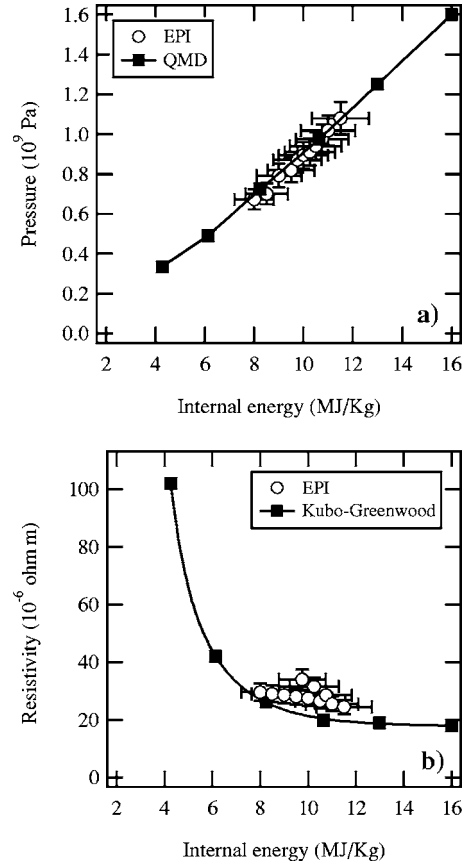 1.6
1.4
1.2
1.0
0.8
0.6
0.4
0.2
0.0
Pressure (10⁹ Pa)
EPI
QMD
a)
2 4 6 8 10 12 14 16
Internal energy (MJ/Kg)
100
80
60
40
20
0
Resistivity (10⁻⁶ ohm m)
EPI
Kubo-Greenwood
b)
2 4 6 8 10 12 14 16
Internal energy (MJ/Kg)